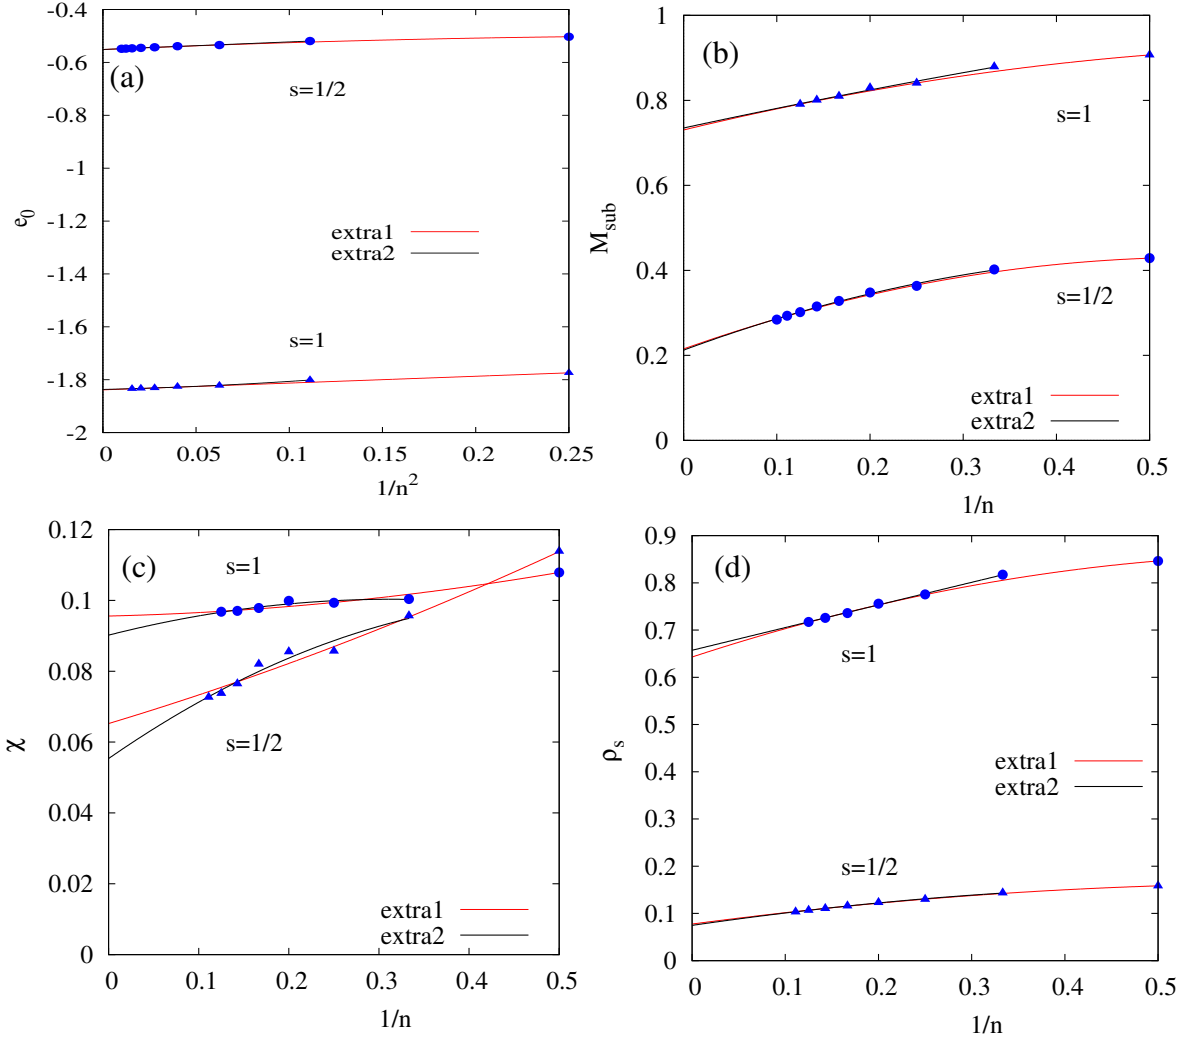 -0.4
-0.6
-0.8
-1
-1.2
-1.4
-1.6
-1.8
-2
e0
(a)
s=1/2
extra1
extra2
s=1
0 0.05 0.1 0.15 0.2 0.25
1/n2
1
0.8
0.6
0.4
0.2
0
Msub
(b)
s=1
s=1/2
extra1
extra2
0 0.1 0.2 0.3 0.4 0.5
1/n
0.12
0.1
0.08
0.06
0.04
0.02
0
χ
(c)
s=1
s=1/2
extra1
extra2
0 0.1 0.2 0.3 0.4 0.5
1/n
0.9
0.8
0.7
0.6
0.5
0.4
0.3
0.2
0.1
0
ρs
(d)
s=1
extra1
extra2
s=1/2
0 0.1 0.2 0.3 0.4 0.5
1/n